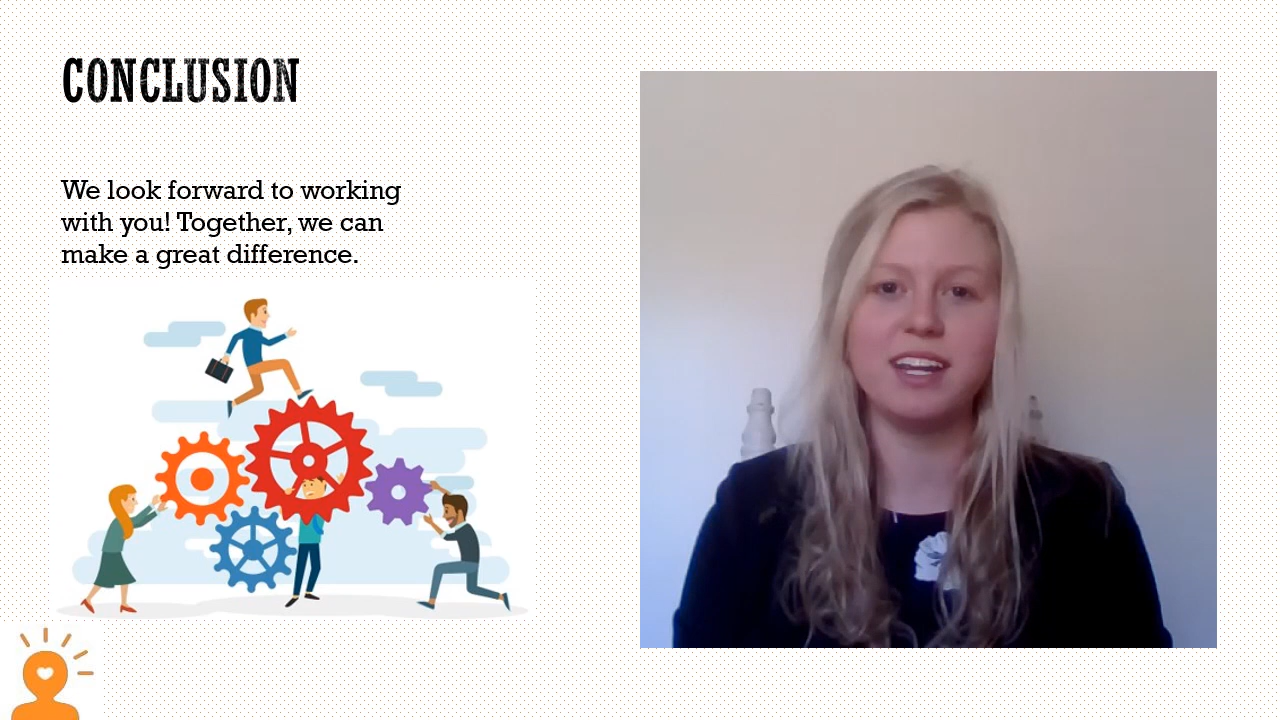 CONCLUSION
We look forward to working
with you! Together, we can
make a great difference.